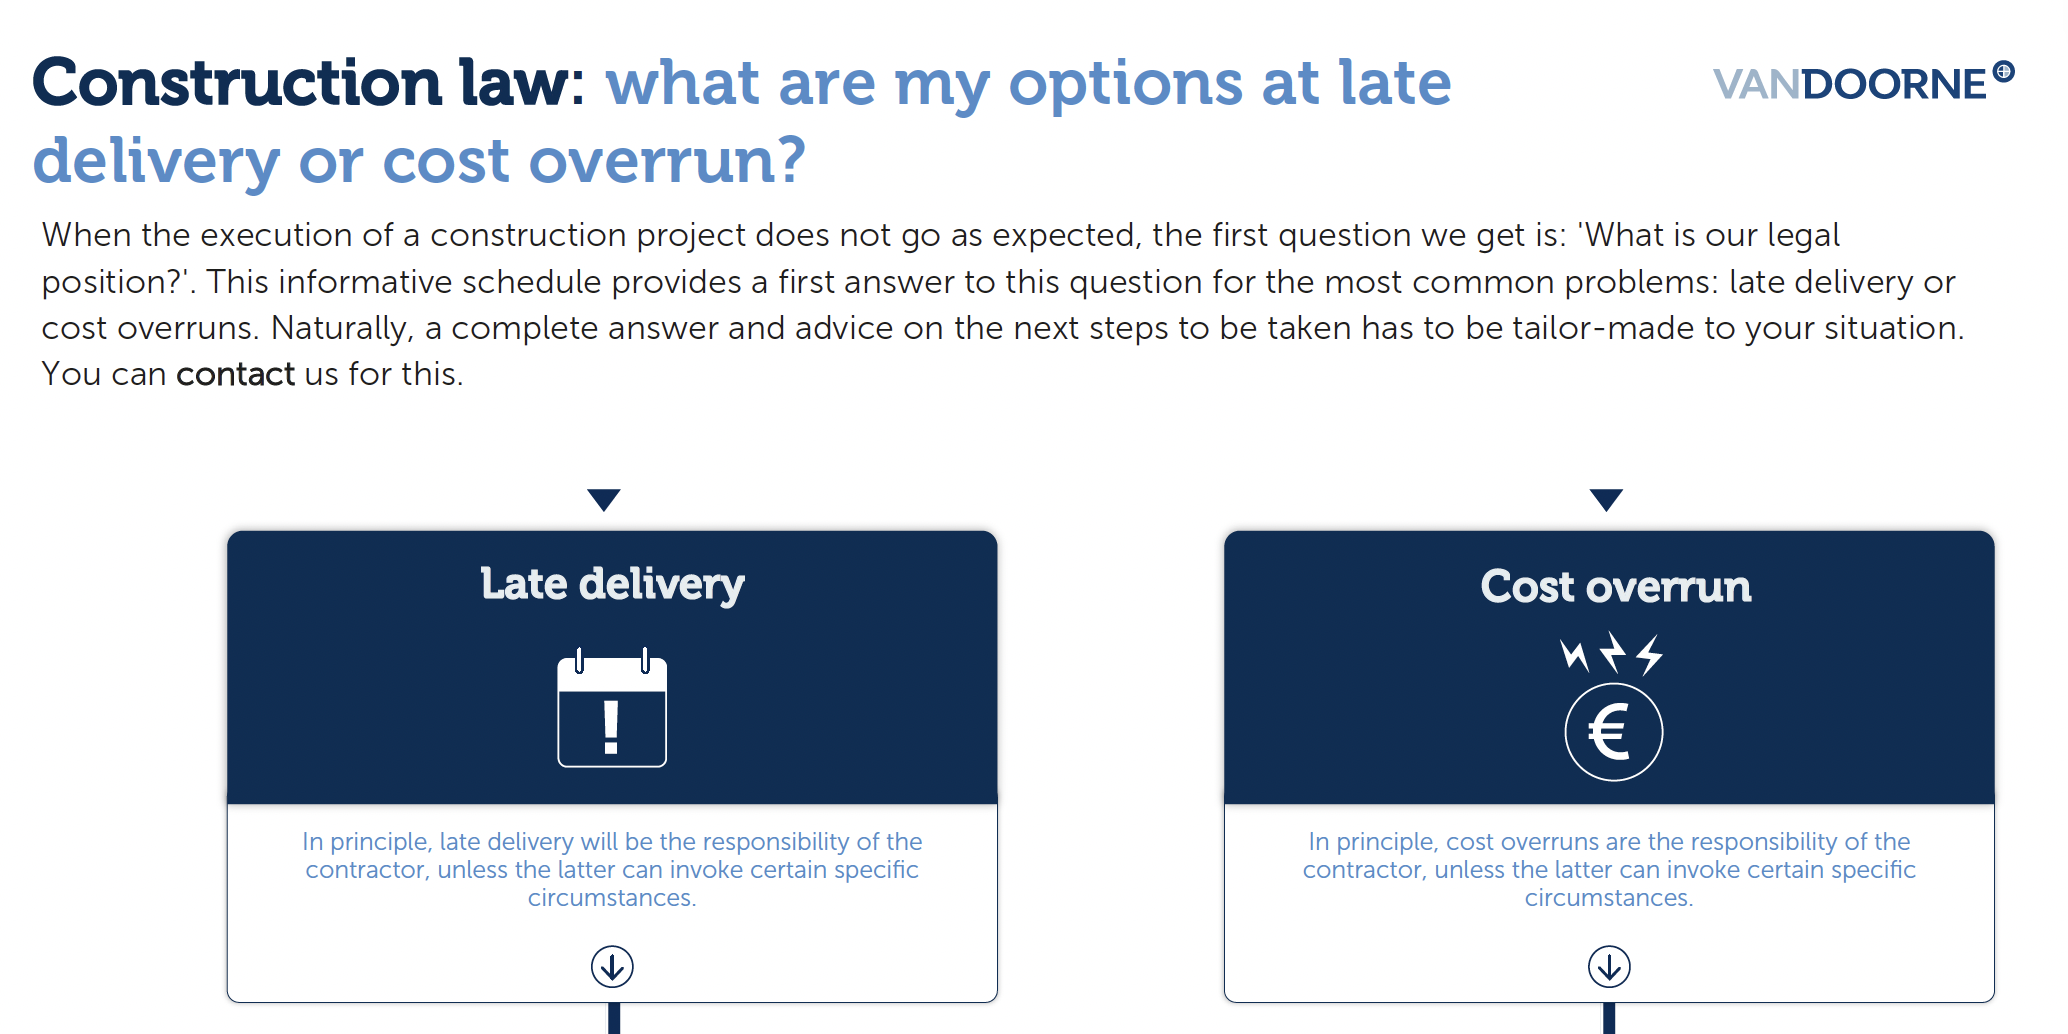 Construction law: what are my options at late
delivery or cost overrun?
VANDOORNE
When the execution of a construction project does not go as expected, the first question we get is: 'What is our legal
position?'. This informative schedule provides a first answer to this question for the most common problems: late delivery or
cost overruns. Naturally, a complete answer and advice on the next steps to be taken has to be tailor-made to your situation.
You can contact us for this.
Late delivery
!
In principle, late delivery will be the responsibility of the
contractor, unless the latter can invoke certain specific
circumstances.
Cost overrun
€
In principle, cost overruns are the responsibility of the
contractor, unless the latter can invoke certain specific
circumstances.